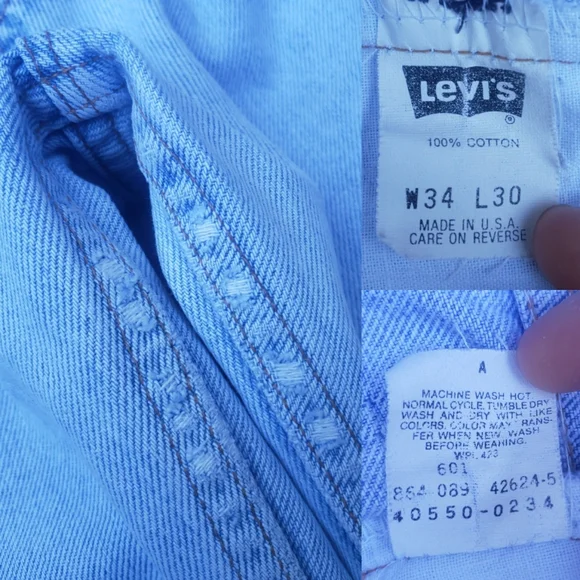 LEVI'S
®
100% COTTON
W34 L30
MADE IN U.S.A.
CARE ON REVERSE
A
MACHINE WASH HOT
NORMAL CYCLE, TUMBLE DRY
WASH AND DRY WITH LIKE
COLORS. COLOR MAY TRANS-
FER WHEN NEW. WASH
BEFORE WEARING.
WPL 423
601
864 089 42624-5
40550-0234